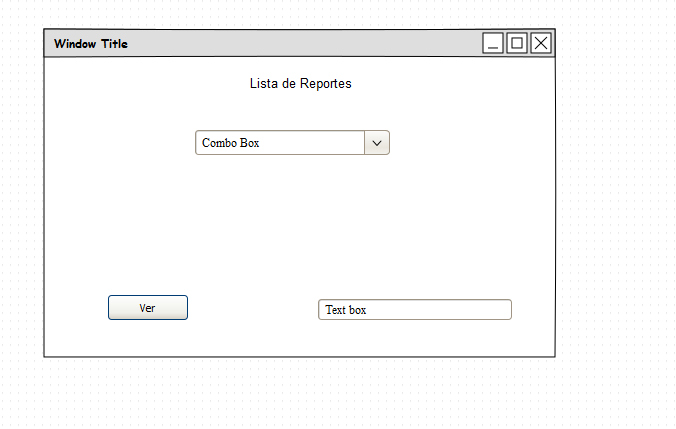 Window Title
Lista de Reportes
Combo Box
Ver
Text box